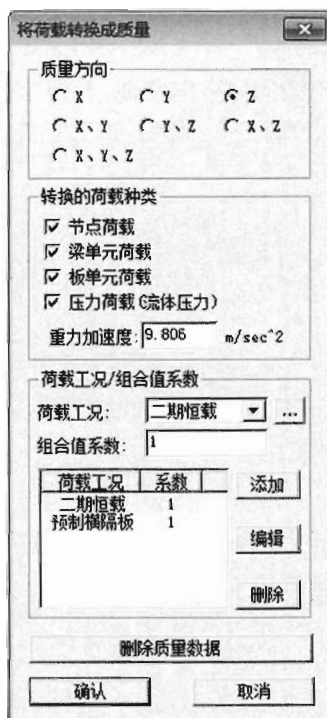 将荷载转换成质量
质量方向
X Y Z
X、Y Y、Z X、Z
X、Y、Z
转换的荷载种类
节点荷载
梁单元荷载
板单元荷载
压力荷载(流体压力)
重力加速度: 9.806 m/sec^2
荷载工况/组合值系数
荷载工况: 二期恒载 ...
组合值系数: 1
荷载工况 系数
二期恒载 1
预制横隔板 1
添加
编辑
删除
删除质量数据
确认 取消